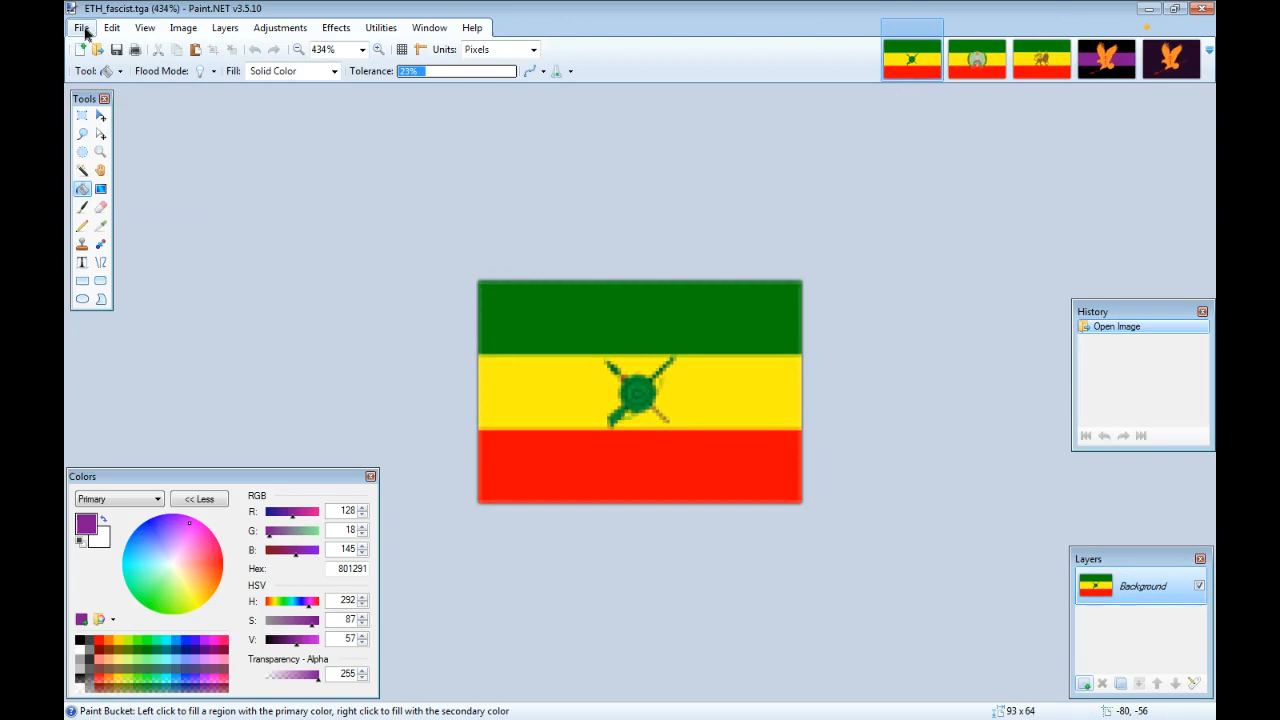 ETH_fascist.tga (434%) - Paint.NET v3.5.10
File Edit View Image Layers Adjustments Effects Utilities Window Help
434% Units: Pixels
Tool: Flood Mode: Fill: Solid Color Tolerance: 23%
Tools
History
Open Image
Colors
Primary << Less
RGB
R: 128
G: 18
B: 145
Hex: 801291
HSV
H: 292
S: 87
V: 57
Transparency - Alpha
255
Layers
Background
Paint Bucket: Left click to fill a region with the primary color, right click to fill with the secondary color 93 x 64 -80, -56